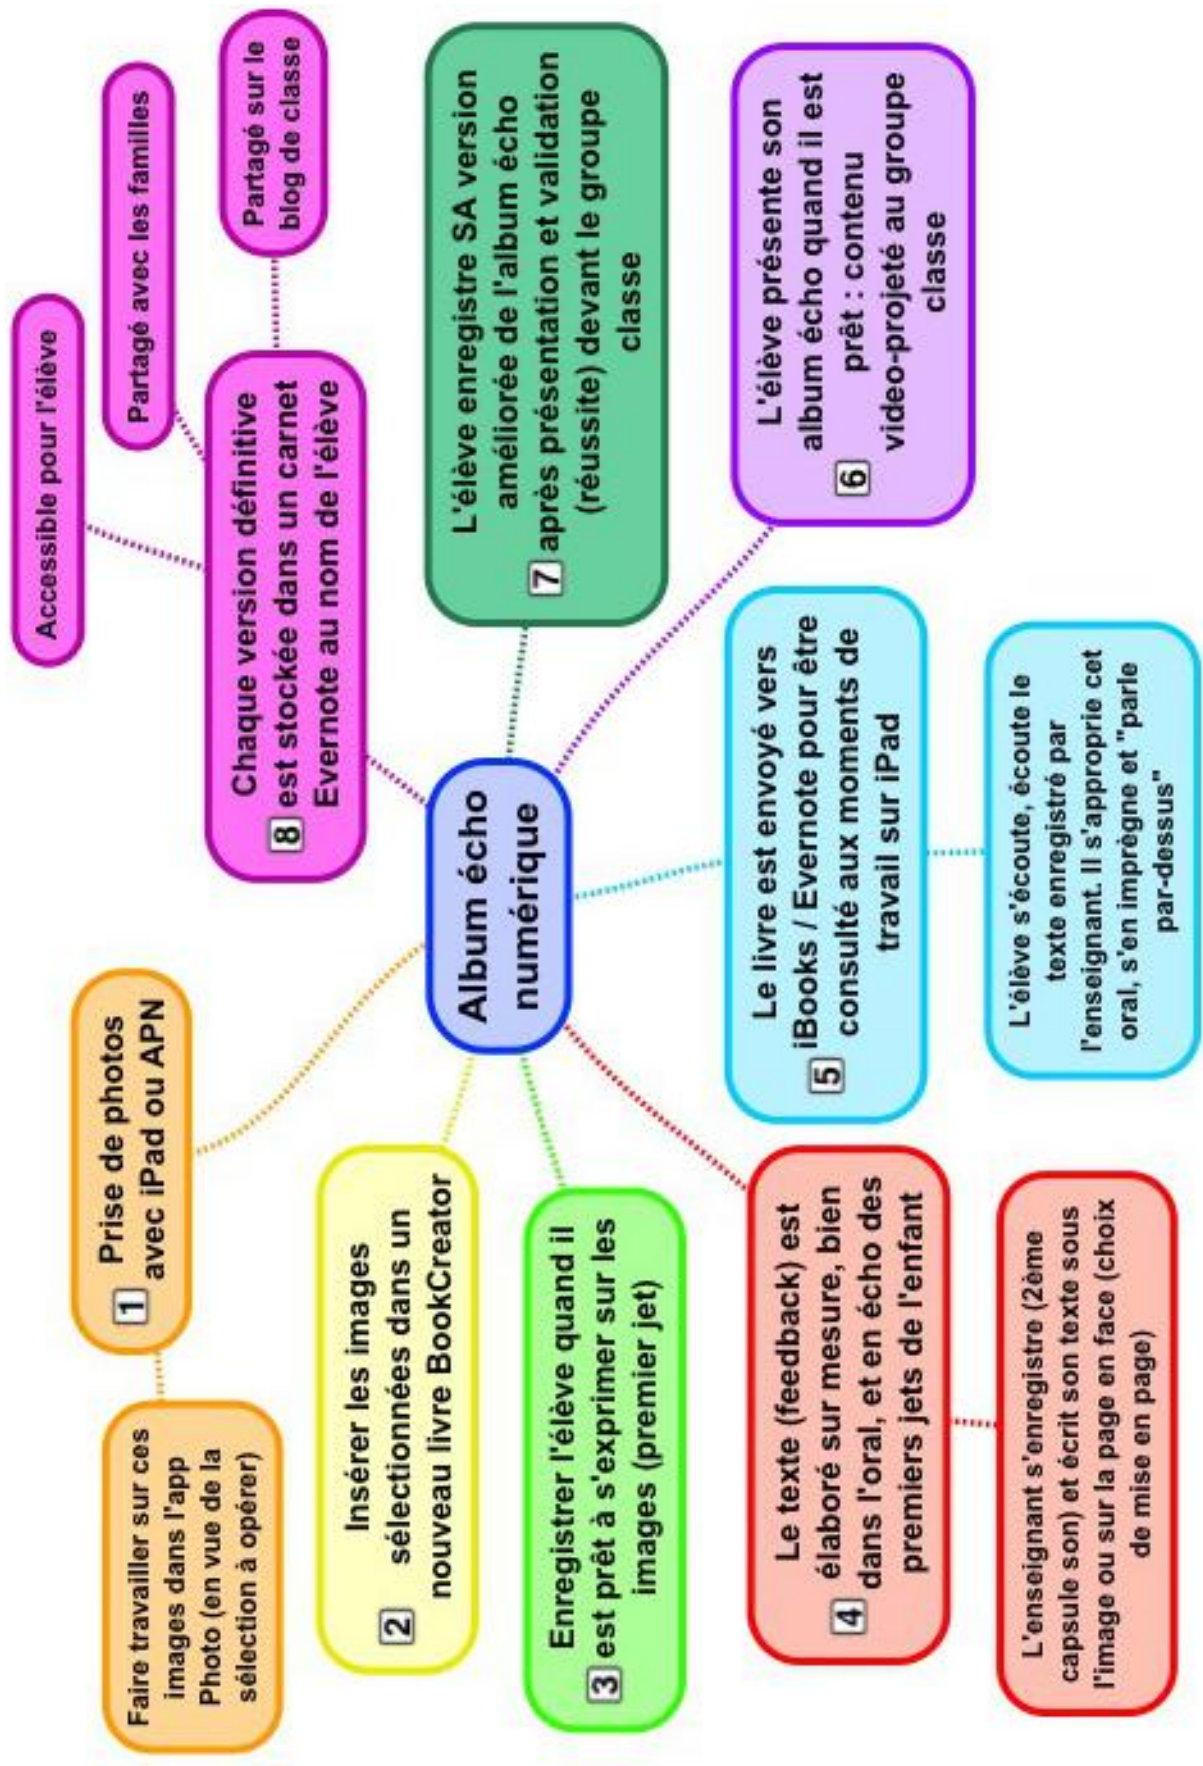 Album écho
numérique
1
Prise de photos
avec iPad ou APN
Faire travailler sur ces
images dans l'app
Photo (en vue de la
sélection à opérer)
2
Insérer les images
sélectionnées dans un
nouveau livre BookCreator
Enregistrer l'élève quand il
3 est prêt à s'exprimer sur les
images (premier jet)
4
Le texte (feedback) est
élaboré sur mesure, bien
dans l'oral, et en écho des
premiers jets de l'enfant
L'enseignant s'enregistre (2ème
capsule son) et écrit son texte sous
l'image ou sur la page en face (choix
de mise en page)
5
Le livre est envoyé vers
iBooks / Evernote pour être
consulté aux moments de
travail sur iPad
L'élève s'écoute, écoute le
texte enregistré par
l'enseignant. Il s'approprie cet
oral, s'en imprègne et "parle
par-dessus"
6
L'élève présente son
album écho quand il est
prêt : contenu
video-projeté au groupe
classe
L'élève enregistre SA version
améliorée de l'album écho
7 après présentation et validation
(réussite) devant le groupe
classe
Chaque version définitive
8 est stockée dans un carnet
Evernote au nom de l'élève
Accessible pour l'élève
Partagé avec les familles
Partagé sur le
blog de classe